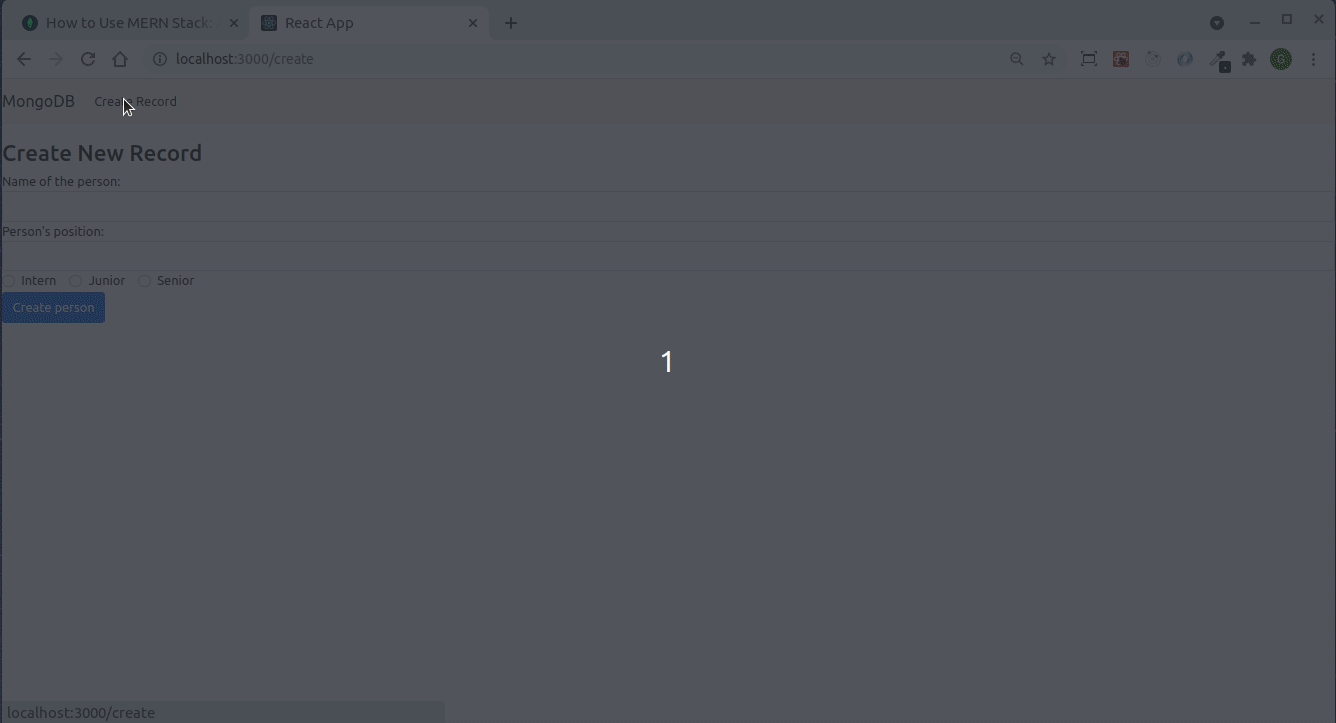 How to Use MERN Stack:
React App
localhost:3000/create
MongoDB Create Record
Create New Record
Name of the person:
Person's position:
Intern Junior Senior
Create person
1
localhost:3000/create